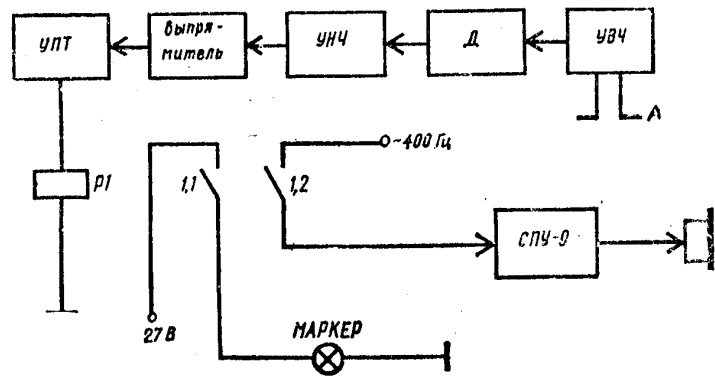 УПТ
Выпря-
митель
УНЧ
Д
УВЧ
А
Р1
1,1
1,2
~400 Гц
СПУ-9
27 В
МАРКЕР